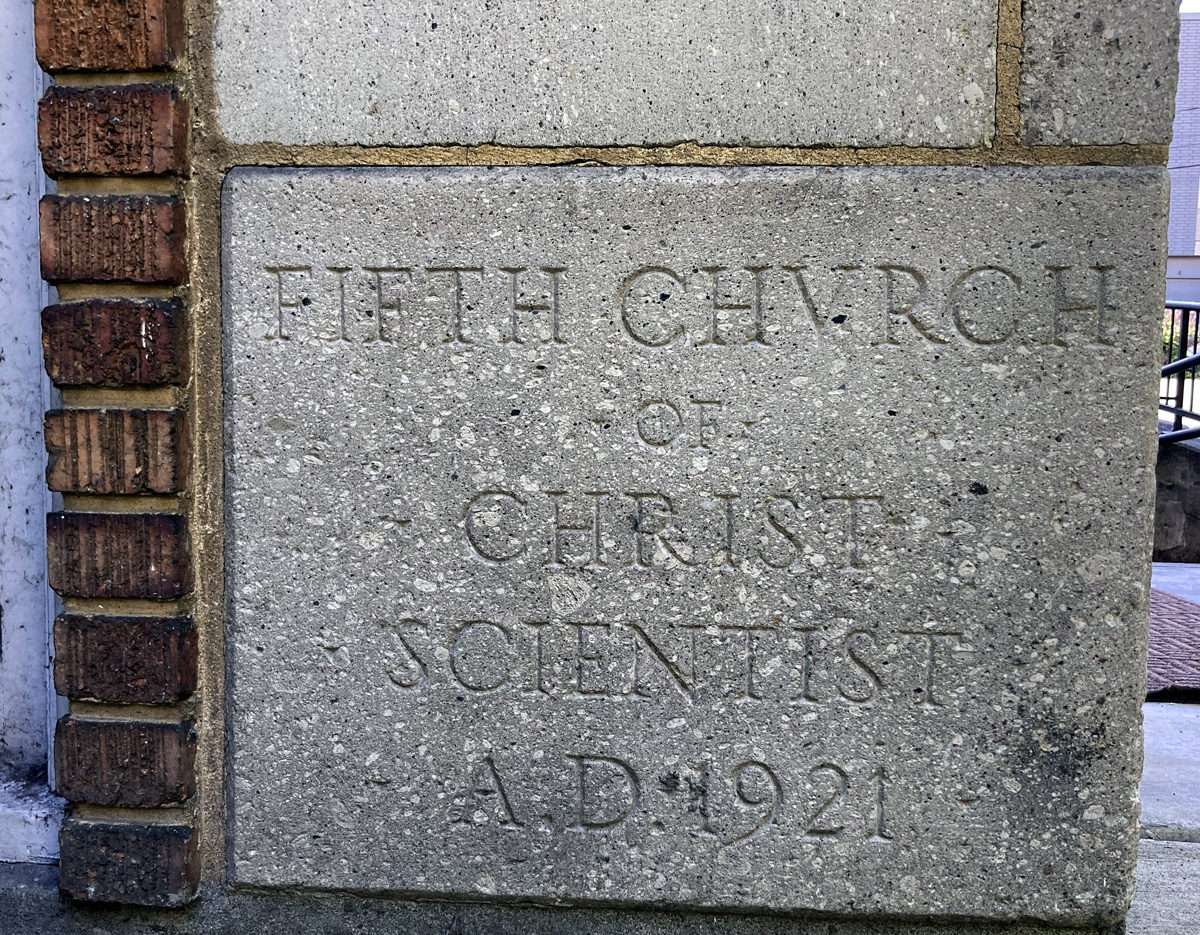 FIFTH CHVRCH
· OF ·
· CHRIST ·
· SCIENTIST ·
· A.D. 1921 ·